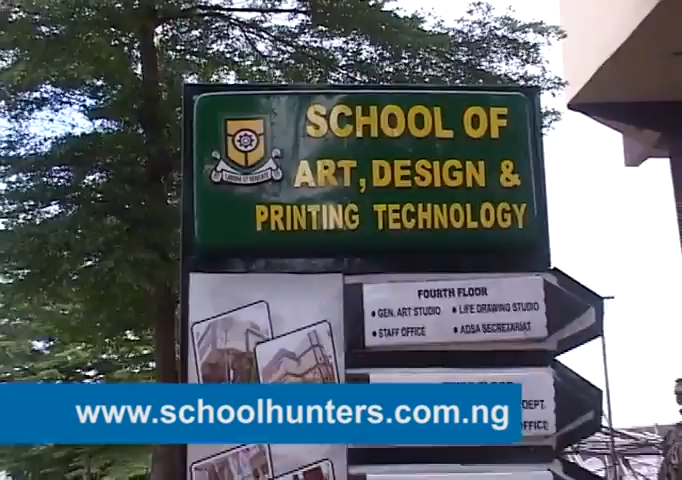 SCHOOL OF
ART, DESIGN &
PRINTING TECHNOLOGY
FOURTH FLOOR
• GEN. ART STUDIO • LIFE DRAWING STUDIO
• STAFF OFFICE • ADSA SECRETARIAT
DEPT.
OFFICE
www.schoolhunters.com.ng